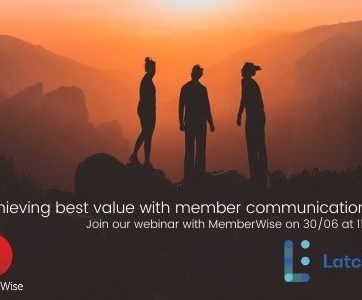 hieving best value with member communication
Join our webinar with MemberWise on 30/06 at 1
Wise
Latc